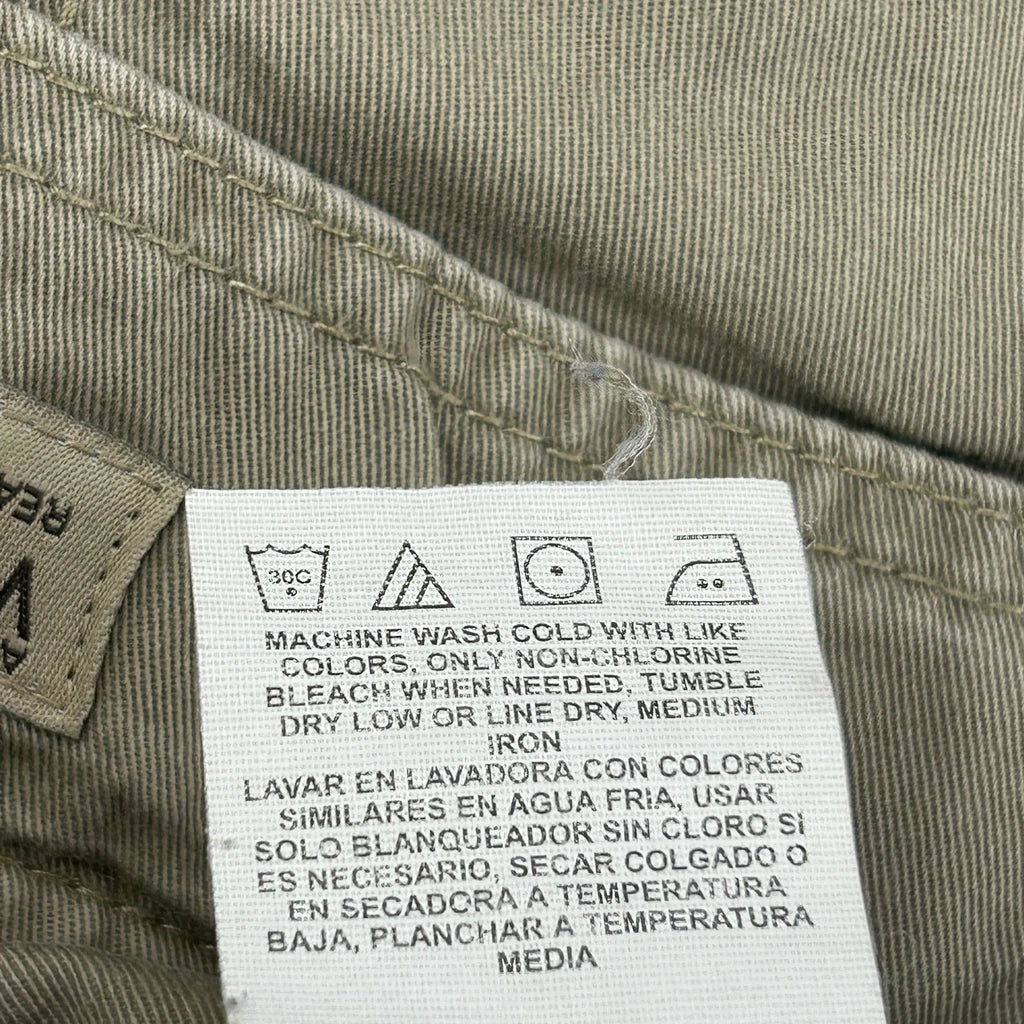 30C
MACHINE WASH COLD WITH LIKE
COLORS, ONLY NON-CHLORINE
BLEACH WHEN NEEDED, TUMBLE
DRY LOW OR LINE DRY, MEDIUM
IRON
LAVAR EN LAVADORA CON COLORES
SIMILARES EN AGUA FRIA, USAR
SOLO BLANQUEADOR SIN CLORO SI
ES NECESARIO, SECAR COLGADO O
EN SECADORA A TEMPERATURA
BAJA, PLANCHAR A TEMPERATURA
MEDIA